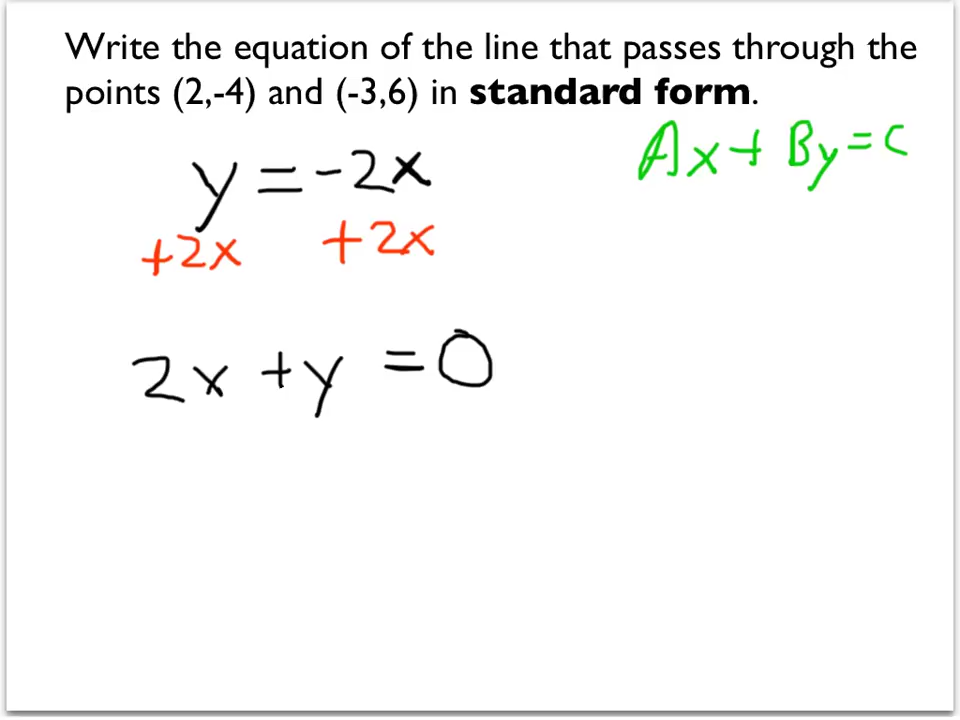 Write the equation of the line that passes through the
points (2,-4) and (-3,6) in standard form.
Ax + By = C
y = -2x
+2x +2x
2x + y = 0